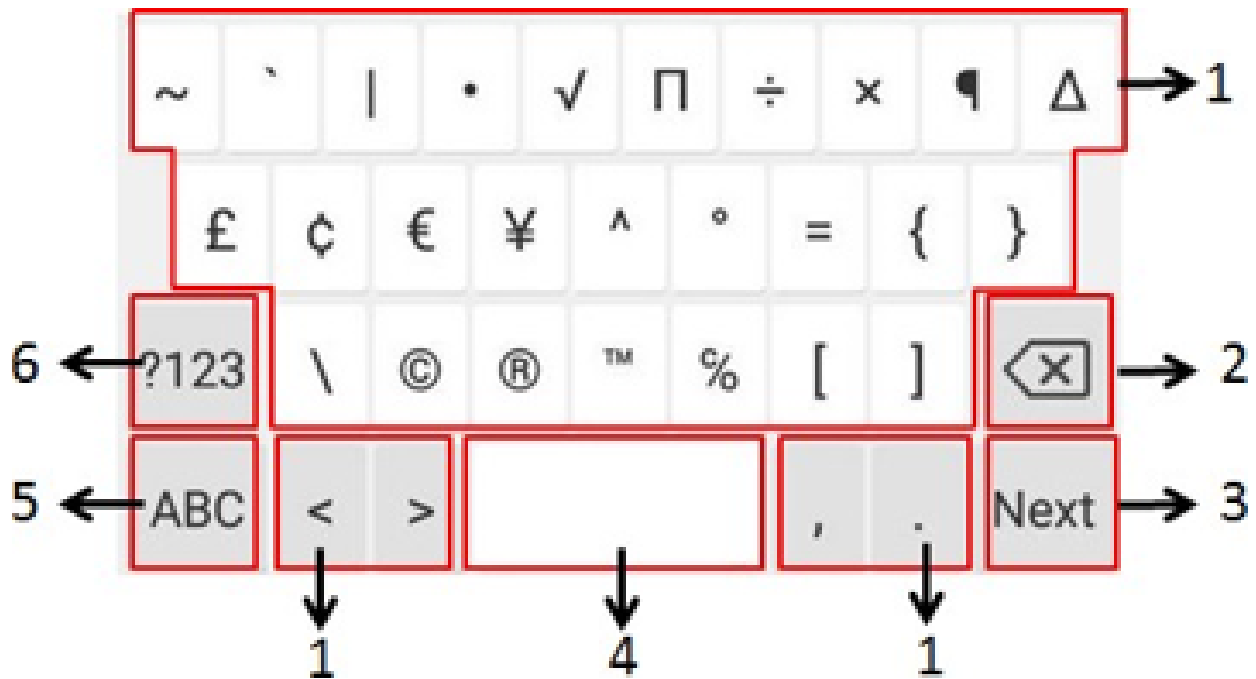 ~ ` | • √ Π ÷ × ¶ Δ 1
£ ¢ € ¥ ^ ° = { }
6 ?123 \ © ® ™ ℅ [ ] 2
5 ABC < > , . Next 3
1 4 1